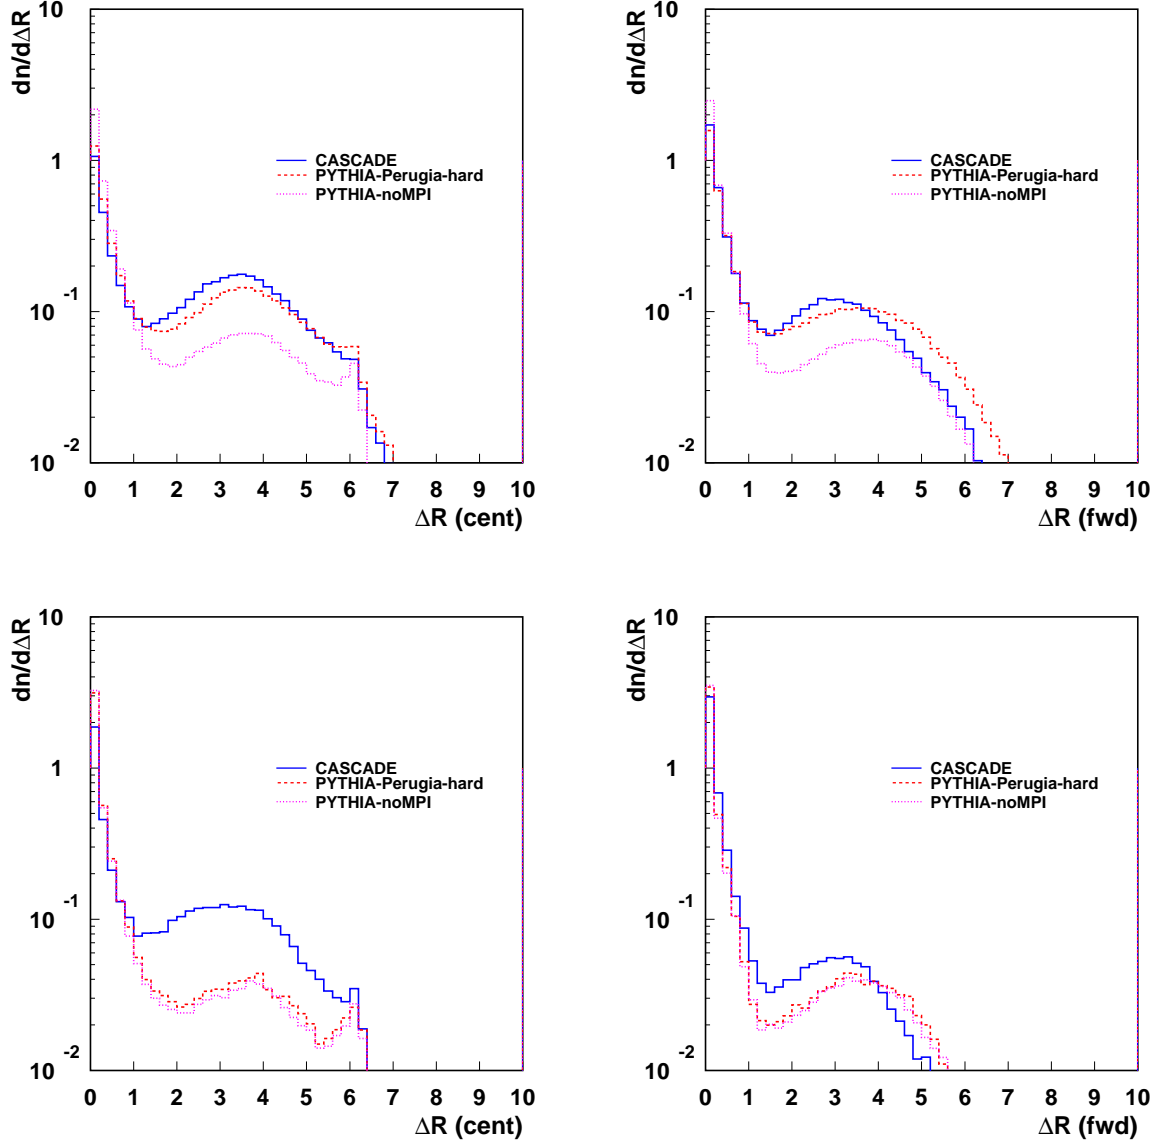 dn/dΔR
10
1
10 -1
10 -2
CASCADE
PYTHIA-Perugia-hard
PYTHIA-noMPI
0 1 2 3 4 5 6 7 8 9 10
ΔR (cent)
dn/dΔR
10
1
10 -1
10 -2
CASCADE
PYTHIA-Perugia-hard
PYTHIA-noMPI
0 1 2 3 4 5 6 7 8 9 10
ΔR (fwd)
dn/dΔR
10
1
10 -1
10 -2
CASCADE
PYTHIA-Perugia-hard
PYTHIA-noMPI
0 1 2 3 4 5 6 7 8 9 10
ΔR (cent)
dn/dΔR
10
1
10 -1
10 -2
CASCADE
PYTHIA-Perugia-hard
PYTHIA-noMPI
0 1 2 3 4 5 6 7 8 9 10
ΔR (fwd)